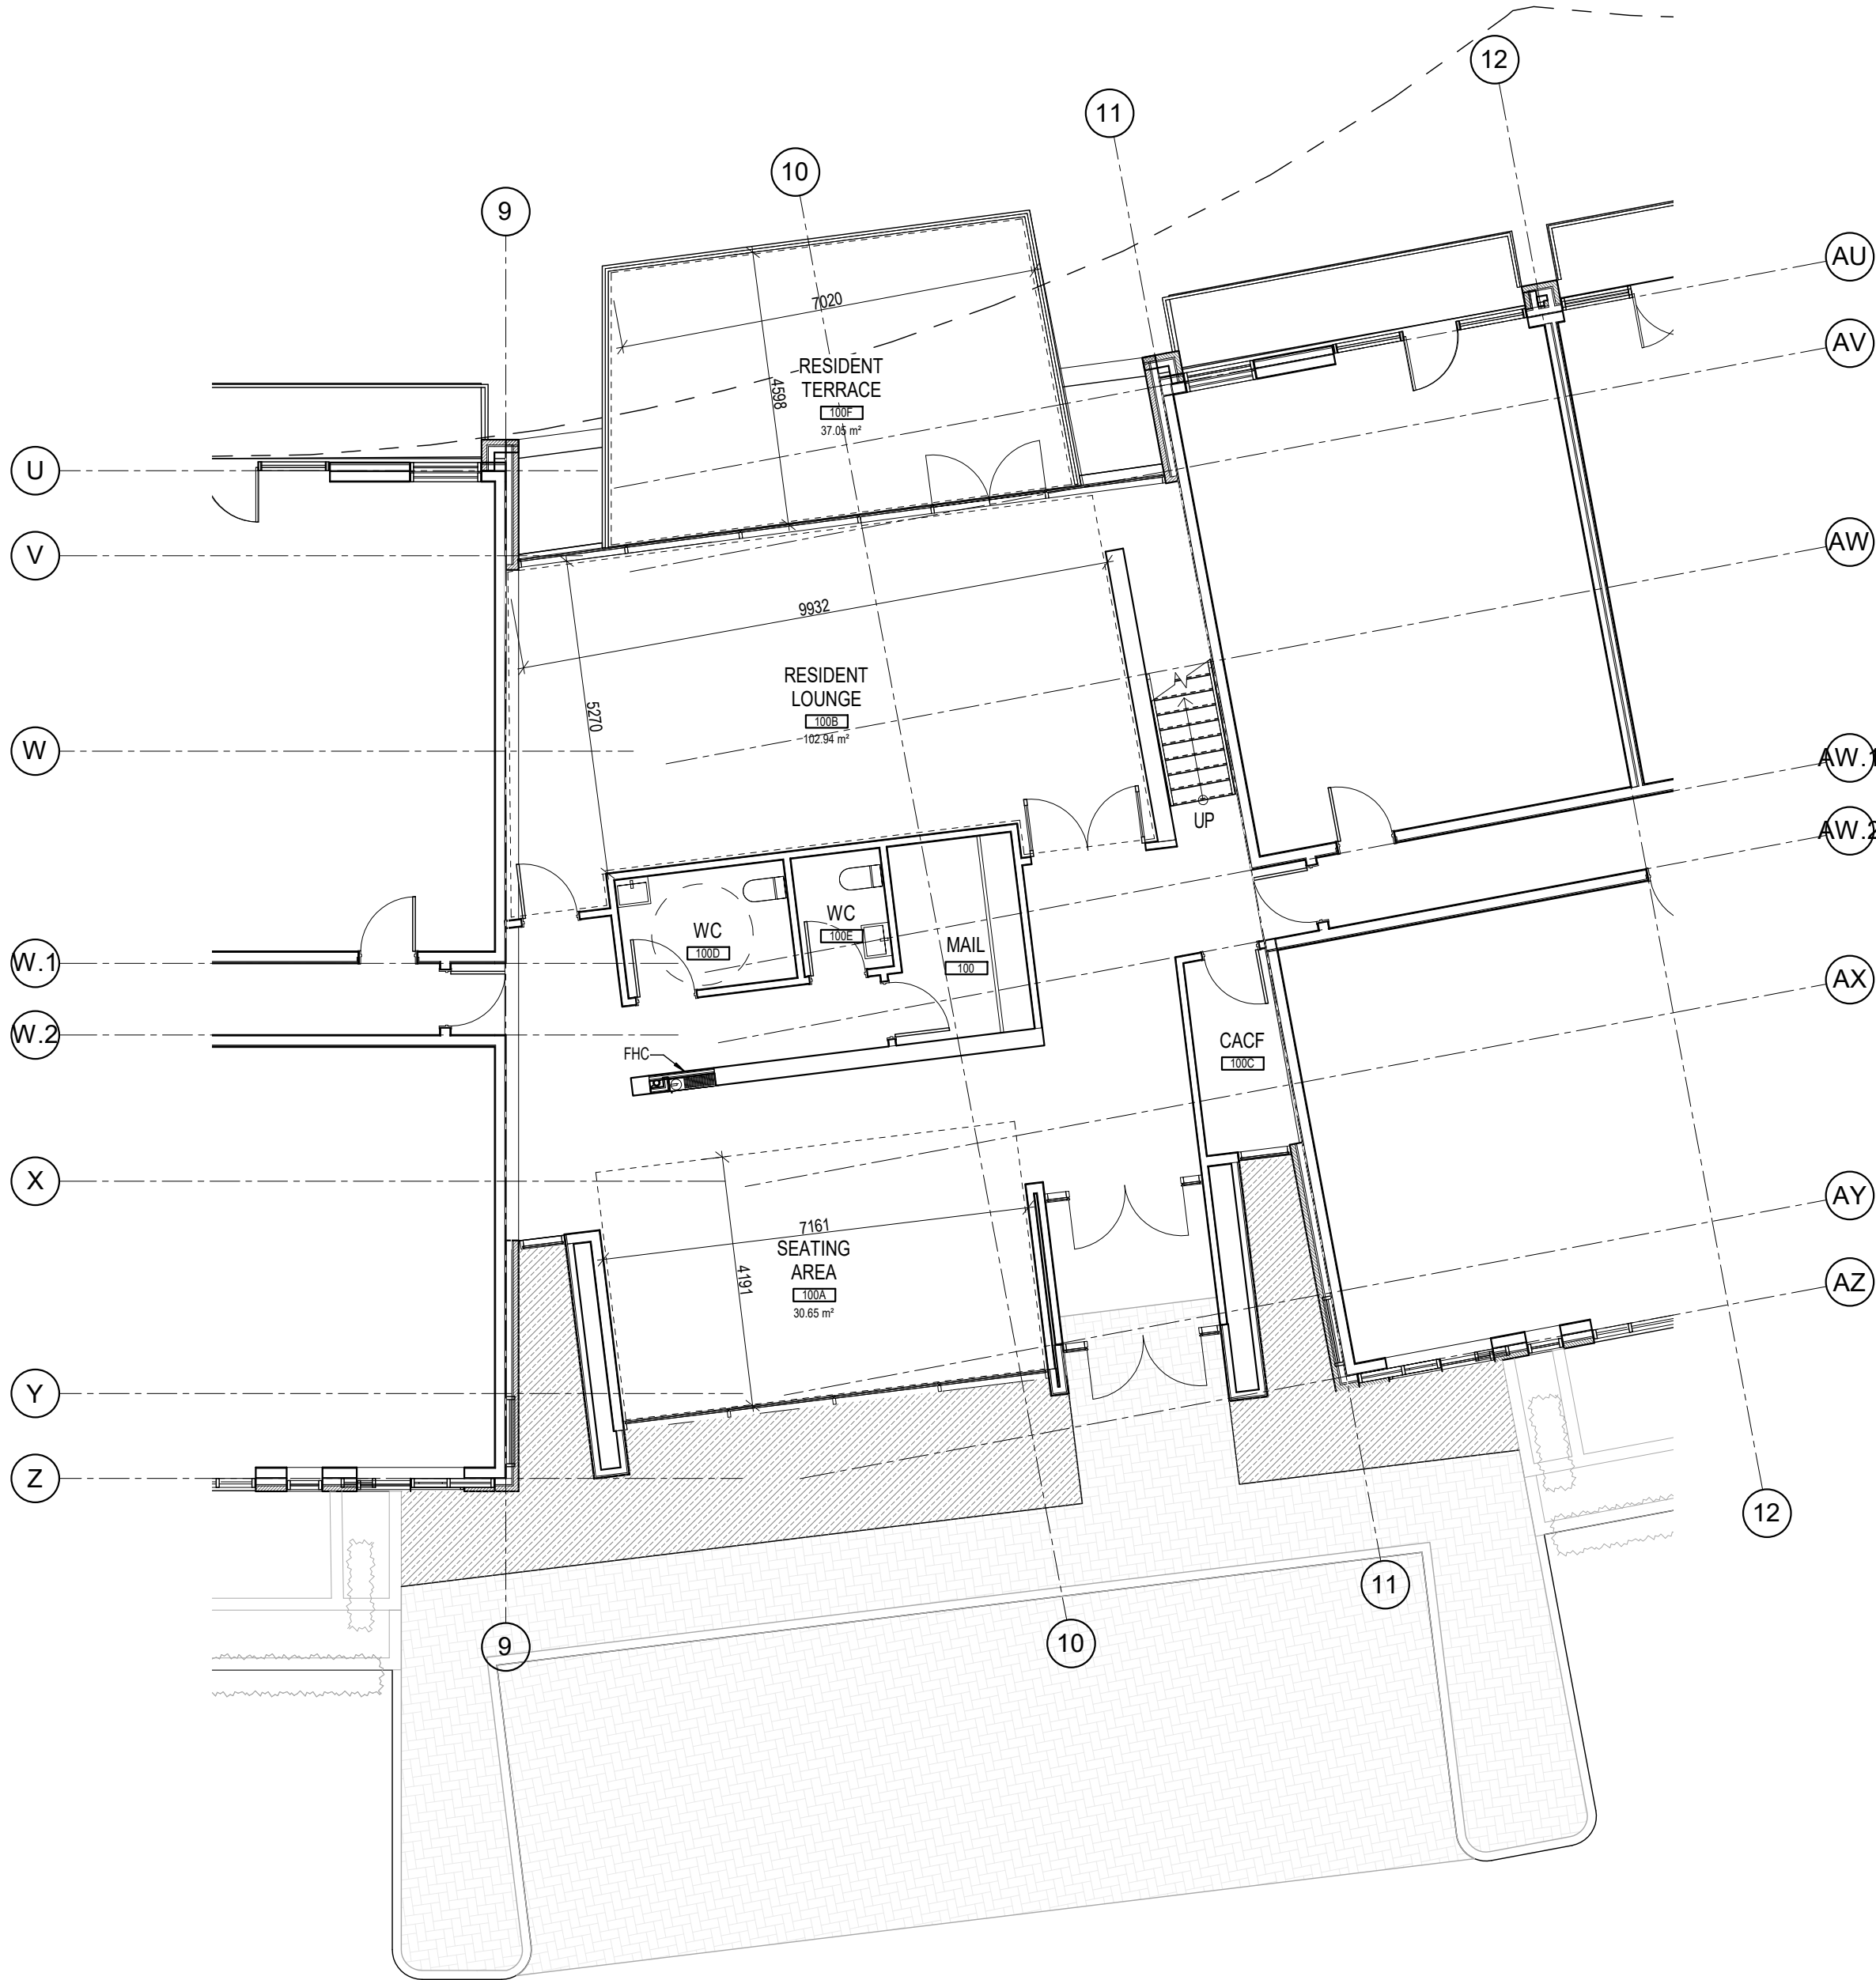 12
11
10
9
AU
7020
AV
RESIDENT
TERRACE
100F
37.05 m²
4598
U
AW
V
9932
RESIDENT
LOUNGE
100B
102.94 m²
5270
W
AW.1
UP
AW.2
WC
100E
WC
100D
MAIL
100
W.1
AX
W.2
FHC
CACF
100C
X
AY
7161
SEATING
AREA
100A
30.65 m²
4191
AZ
Y
Z
12
11
10
9